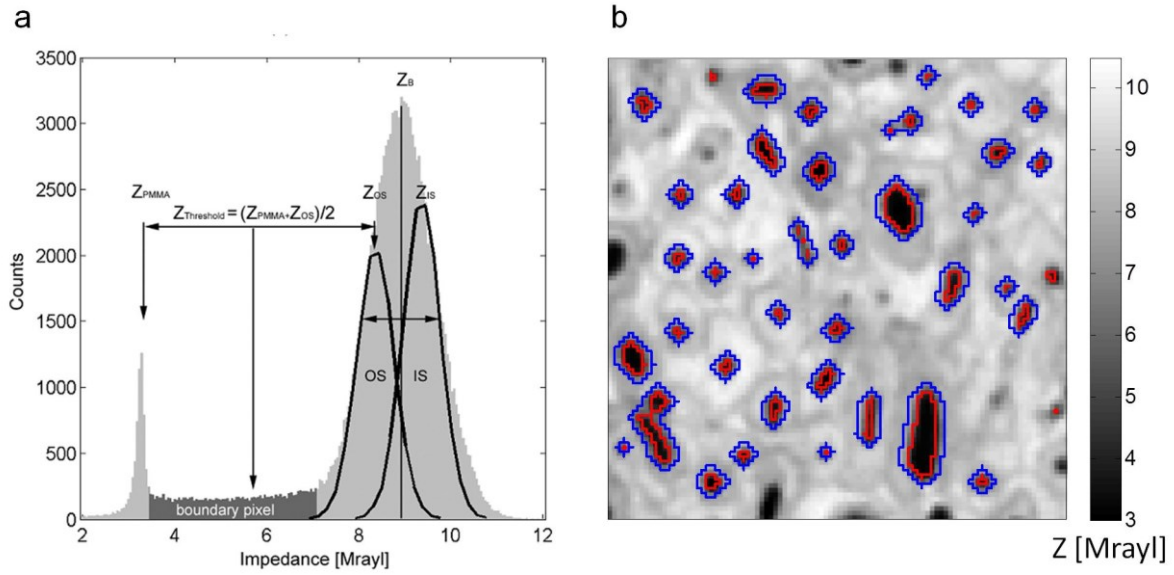 a
b
3500
3000
2500
2000
1500
1000
500
0
Counts
2
4
6
8
10
12
Impedance [Mrayl]
Z_B
Z_PMMA
Z_OS
Z_IS
Z_Threshold = (Z_PMMA+Z_OS)/2
OS
IS
boundary pixel
10
9
8
7
6
5
4
3
Z [Mrayl]